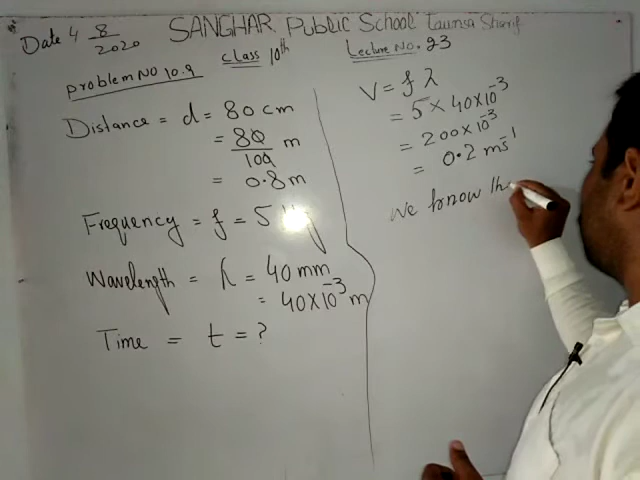 Date 4 8/2020 SANGHAR Public School Taunsa Sharif
Class 10th Lecture No. 23
Problem No 10.9
Distance = d = 80 cm
= 80/100 m
= 0.8 m
Frequency = f = 5
Wavelength = λ = 40 mm
= 40×10⁻³ m
Time = t = ?
V = f λ
= 5 × 40×10⁻³
= 200×10⁻³
= 0.2 ms⁻¹
We know th